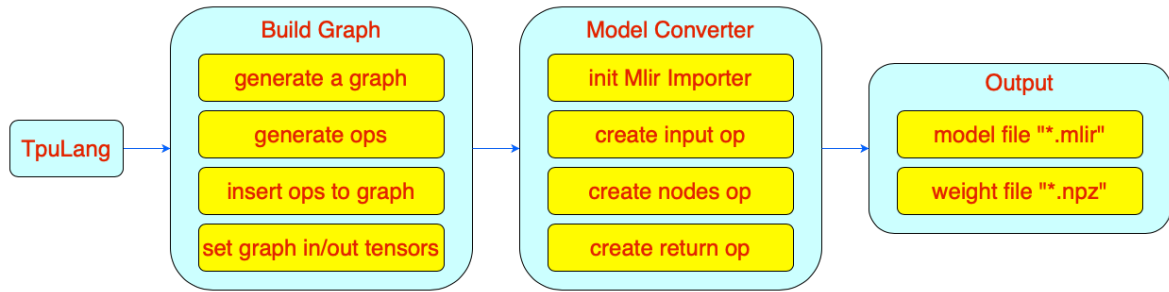 TpuLang
Build Graph
generate a graph
generate ops
insert ops to graph
set graph in/out tensors
Model Converter
init Mlir Importer
create input op
create nodes op
create return op
Output
model file "*.mlir"
weight file "*.npz"